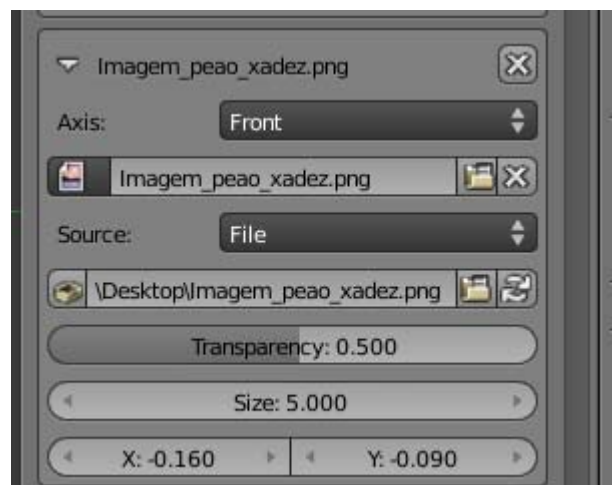 Imagem_peao_xadez.png
Axis: Front
Imagem_peao_xadez.png
Source: File
\Desktop\Imagem_peao_xadez.png
Transparency: 0.500
Size: 5.000
X: -0.160 Y: -0.090